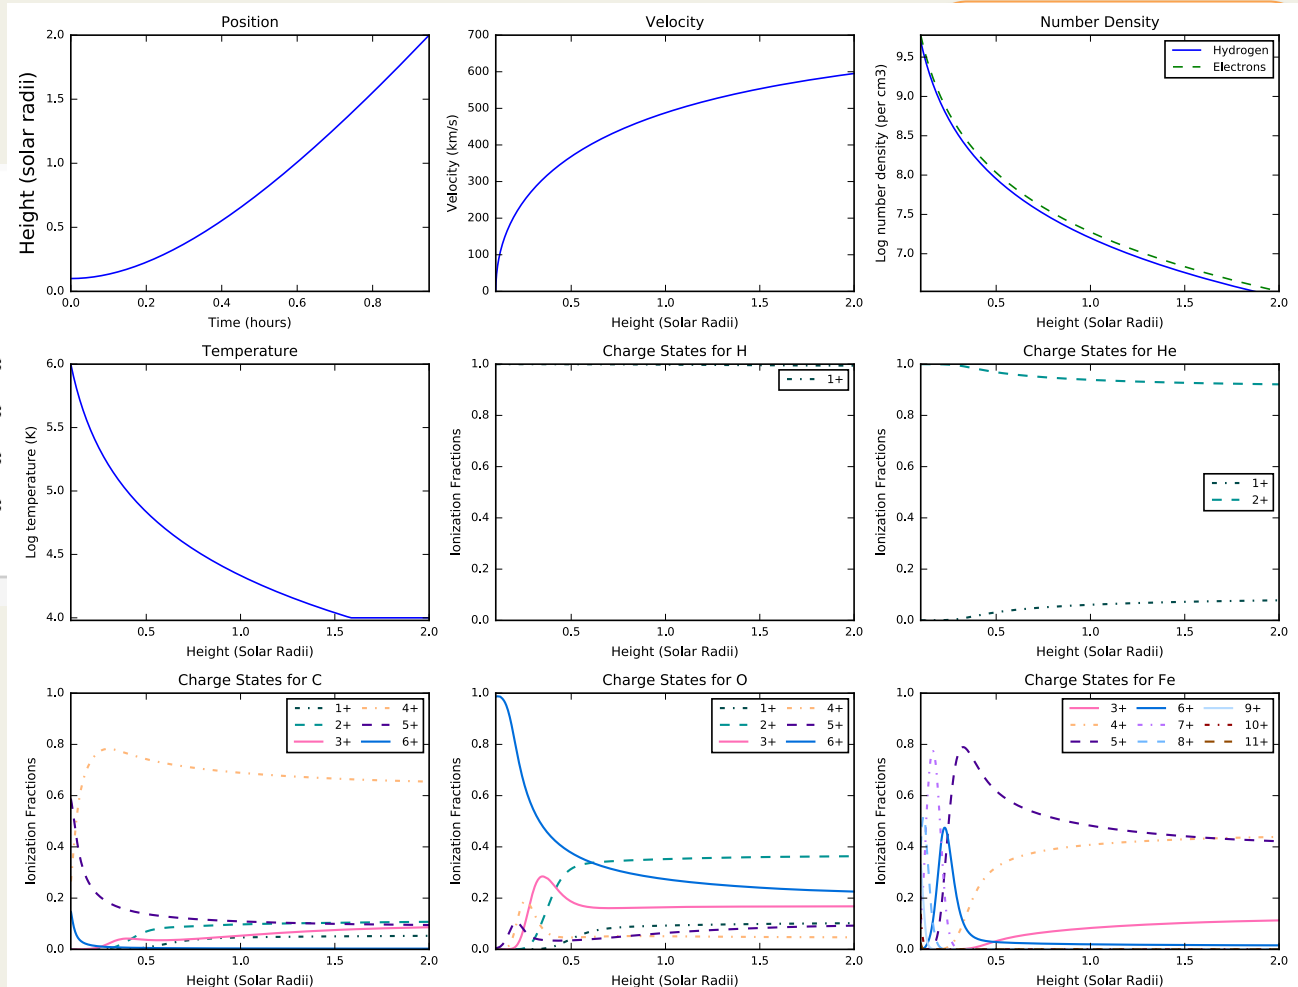 Position
Height (solar radii)
2.0
1.5
1.0
0.5
0.0
0.0 0.2 0.4 0.6 0.8
Time (hours)
Velocity
Velocity (km/s)
700
600
500
400
300
200
100
0
0.5 1.0 1.5 2.0
Height (Solar Radii)
Number Density
Log number density (per cm3)
9.5
9.0
8.5
8.0
7.5
7.0
Hydrogen
Electrons
0.5 1.0 1.5 2.0
Height (Solar Radii)
Temperature
Log temperature (K)
6.0
5.5
5.0
4.5
4.0
0.5 1.0 1.5 2.0
Height (Solar Radii)
Charge States for H
Ionization Fractions
1.0
0.8
0.6
0.4
0.2
0.0
1+
0.5 1.0 1.5 2.0
Height (Solar Radii)
Charge States for He
Ionization Fractions
1.0
0.8
0.6
0.4
0.2
0.0
1+
2+
0.5 1.0 1.5 2.0
Height (Solar Radii)
Charge States for C
Ionization Fractions
1.0
0.8
0.6
0.4
0.2
0.0
1+ 4+
2+ 5+
3+ 6+
0.5 1.0 1.5 2.0
Height (Solar Radii)
Charge States for O
Ionization Fractions
1.0
0.8
0.6
0.4
0.2
0.0
1+ 4+
2+ 5+
3+ 6+
0.5 1.0 1.5 2.0
Height (Solar Radii)
Charge States for Fe
Ionization Fractions
1.0
0.8
0.6
0.4
0.2
0.0
3+ 6+ 9+
4+ 7+ 10+
5+ 8+ 11+
0.5 1.0 1.5 2.0
Height (Solar Radii)